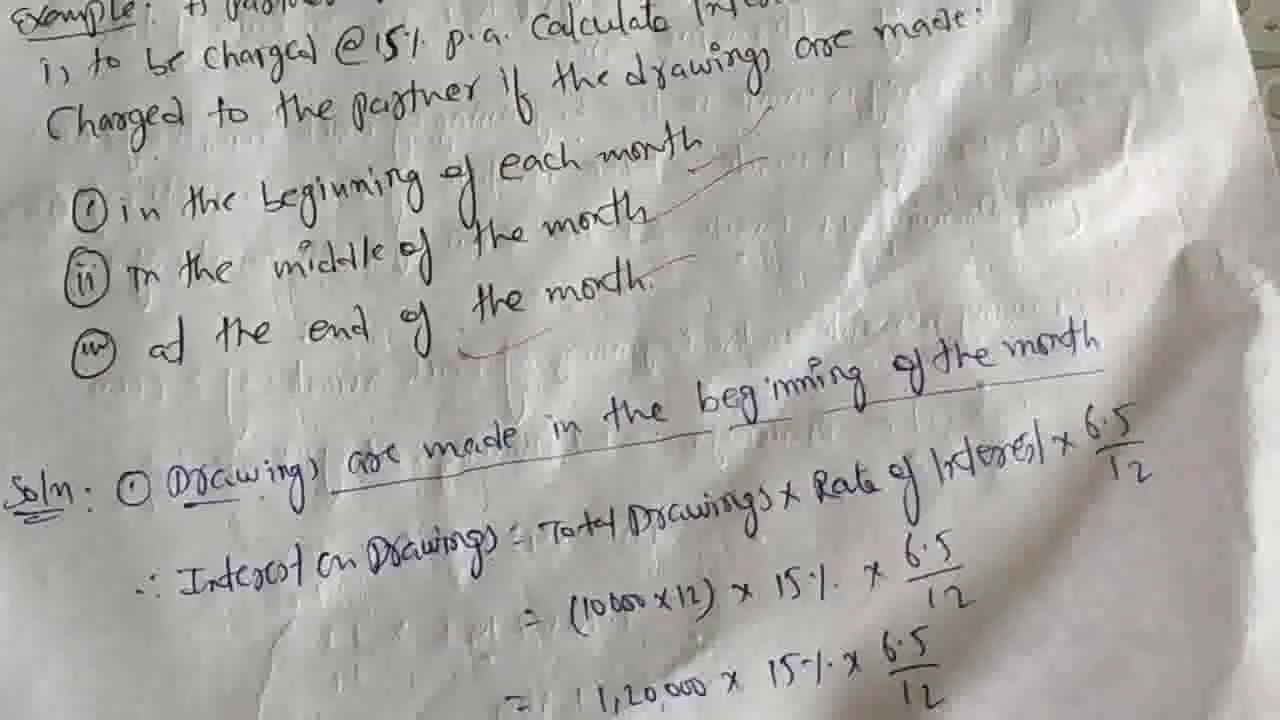 Example:
is to be charged @15% p.a. Calculate
Charged to the partner if the drawings are made:
(i) in the beginning of each month
(ii) in the middle of the month
(iii) at the end of the month.
Soln: (i) Drawings are made in the beginning of the month
∴ Interest on Drawings = Total Drawings x Rate of Interest x 6.5/12
= (10000 x 12) x 15% x 6.5/12
= 1,20,000 x 15% x 6.5/12